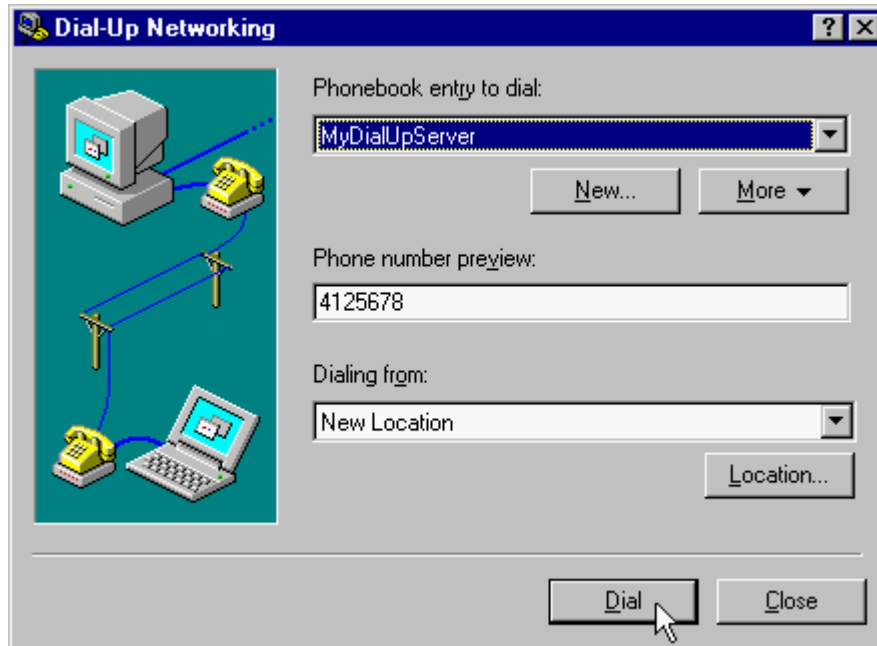 Dial-Up Networking
Phonebook entry to dial:
MyDialUpServer
New...
More
Phone number preview:
4125678
Dialing from:
New Location
Location...
Dial
Close